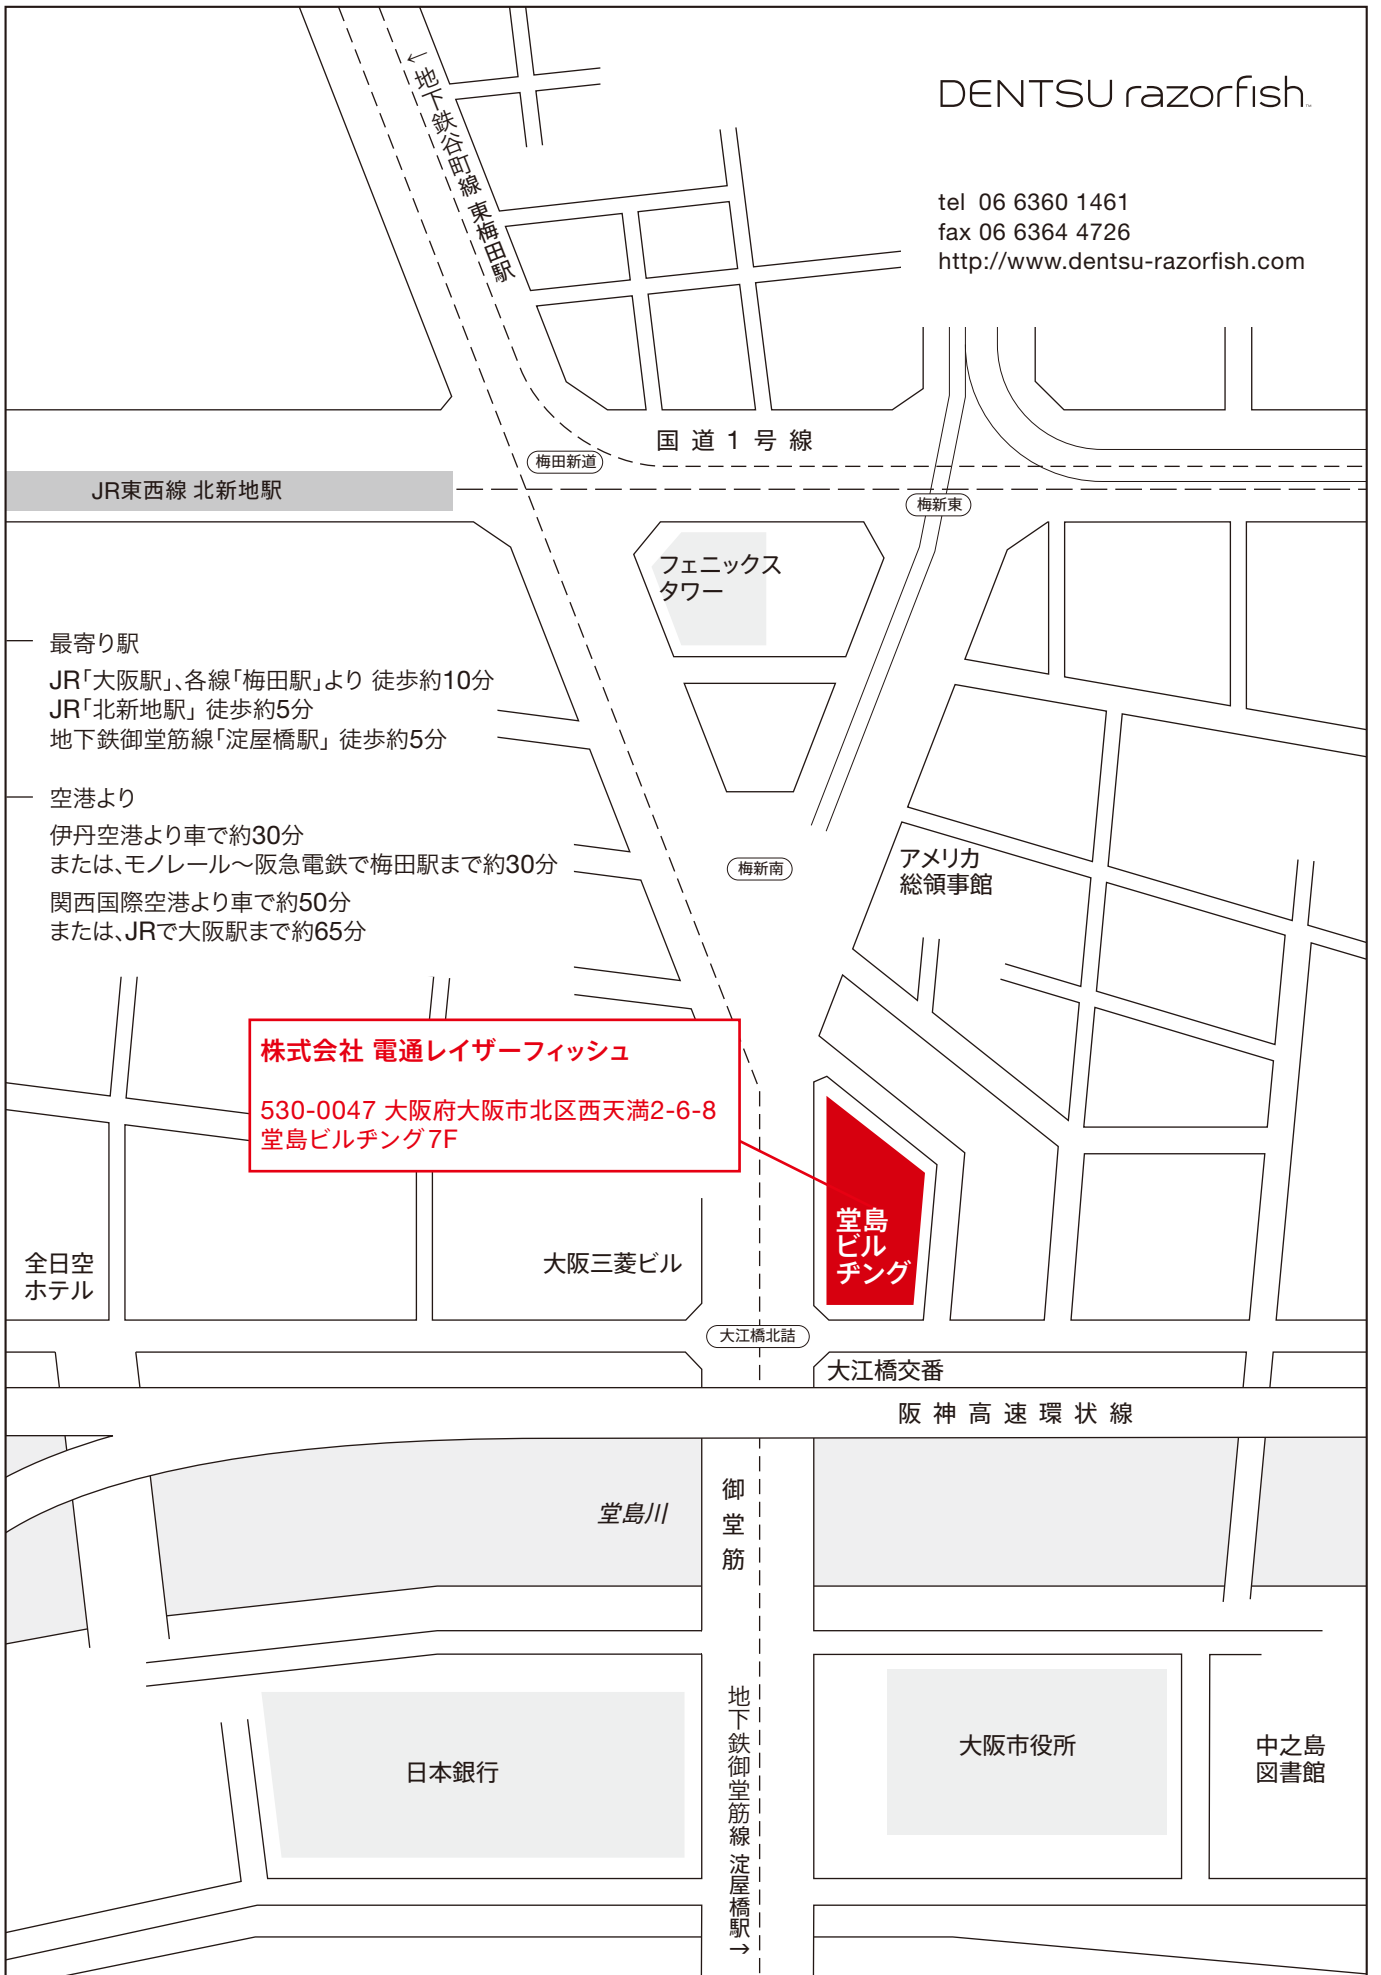 DENTSU razorfish™
tel 06 6360 1461
fax 06 6364 4726
http://www.dentsu-razorfish.com
←地下鉄谷町線 東梅田駅
国道1号線
梅田新道
JR東西線 北新地駅
梅新東
フェニックス
タワー
最寄り駅
JR「大阪駅」、各線「梅田駅」より 徒歩約10分
JR「北新地駅」 徒歩約5分
地下鉄御堂筋線「淀屋橋駅」 徒歩約5分
空港より
伊丹空港より車で約30分
または、モノレール〜阪急電鉄で梅田駅まで約30分
関西国際空港より車で約50分
または、JRで大阪駅まで約65分
梅新南
アメリカ
総領事館
株式会社 電通レイザーフィッシュ
530-0047 大阪府大阪市北区西天満2-6-8
堂島ビルヂング7F
堂島
ビル
ヂング
全日空
ホテル
大阪三菱ビル
大江橋北詰
大江橋交番
阪神高速環状線
御堂筋
堂島川
地下鉄御堂筋線 淀屋橋駅→
日本銀行
大阪市役所
中之島
図書館